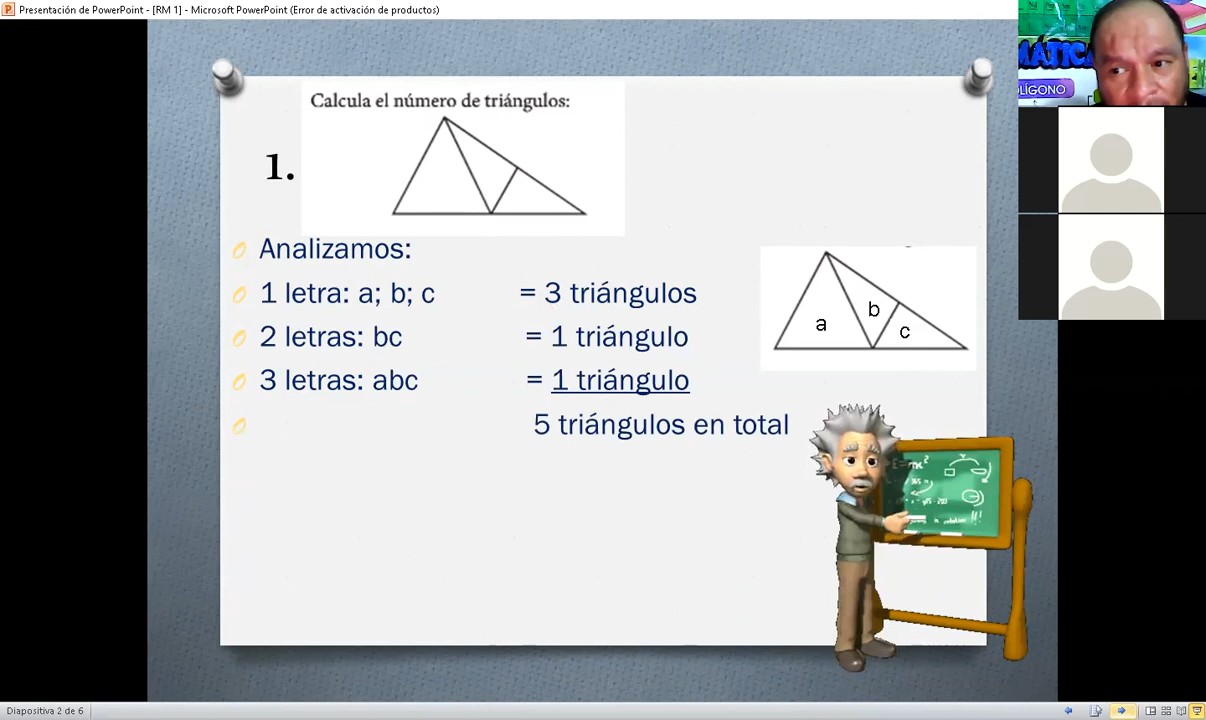 Presentación de PowerPoint - [RM 1] - Microsoft PowerPoint (Error de activación de productos)
MÁTICA
OLÍGONO
Calcula el número de triángulos:
1.
Analizamos:
1 letra: a; b; c = 3 triángulos
2 letras: bc = 1 triángulo
3 letras: abc = 1 triángulo
5 triángulos en total
a
b
c
Diapositiva 2 de 6